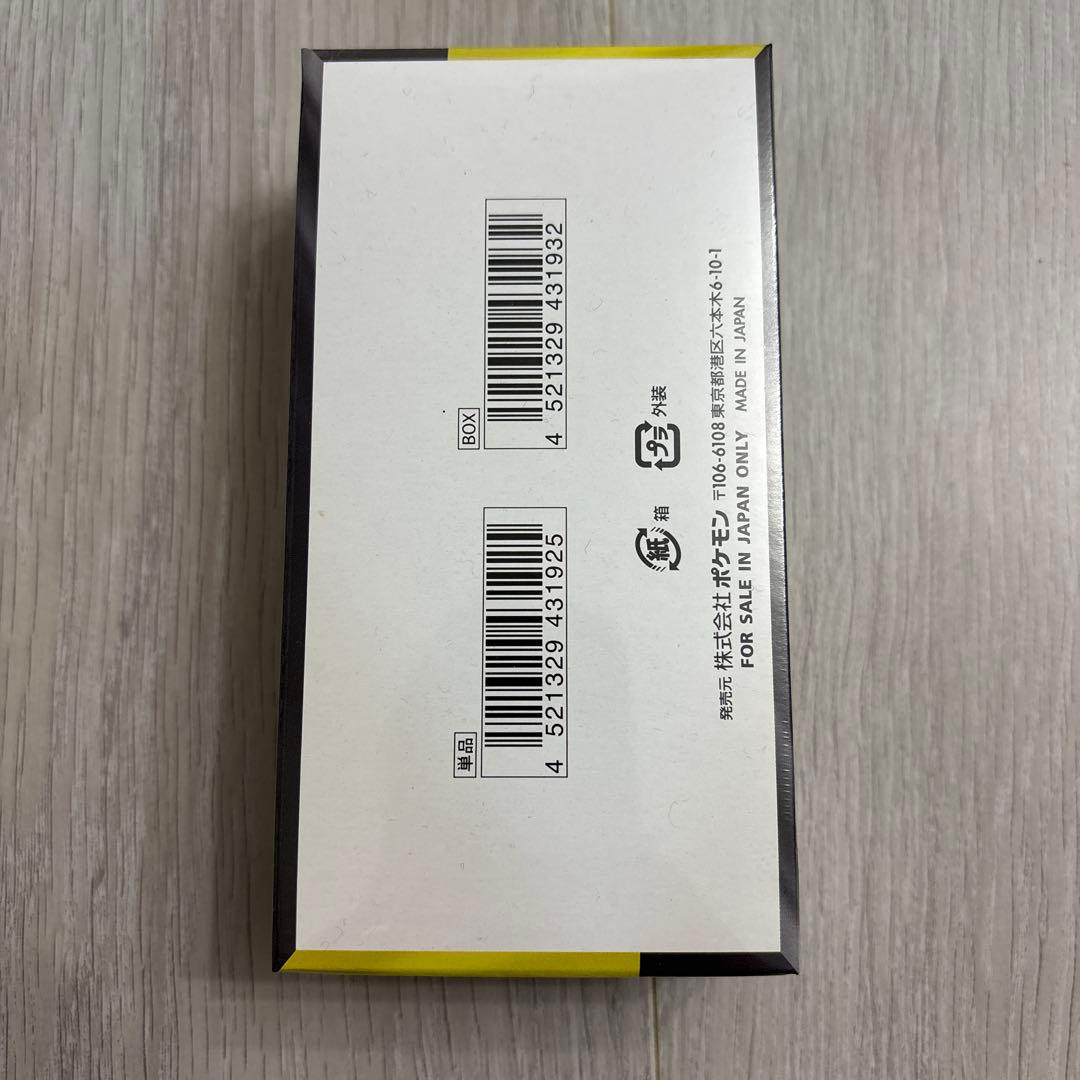 単品
4 521329 431925
BOX
4 521329 431932
紙 箱
プラ 外装
発売元 株式会社ポケモン 〒106-6108 東京都港区六本木6-10-1
FOR SALE IN JAPAN ONLY MADE IN JAPAN